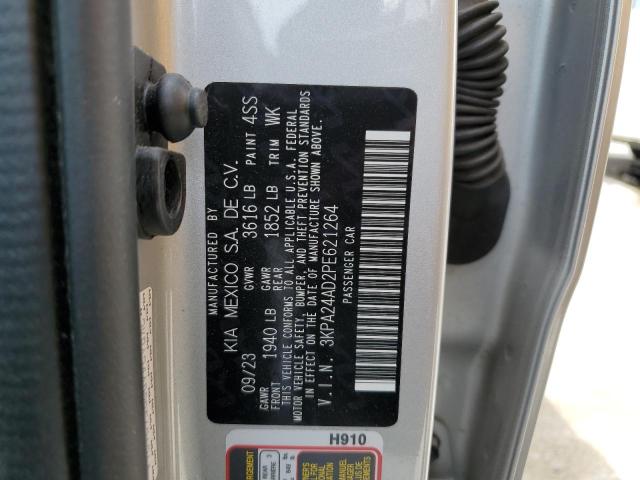 MANUFACTURED BY
KIA MEXICO S.A. DE C.V.
09/23 GVWR 3616 LB PAINT 4SS
GAWR FRONT 1940 LB GAWR REAR 1852 LB TRIM WK
THIS VEHICLE CONFORMS TO ALL APPLICABLE U.S.A. FEDERAL
MOTOR VEHICLE SAFETY, BUMPER, AND THEFT PREVENTION STANDARDS
IN EFFECT ON THE DATE OF MANUFACTURE SHOWN ABOVE.
V.I.N. 3KPA24AD2PE621264
PASSENGER CAR
H910